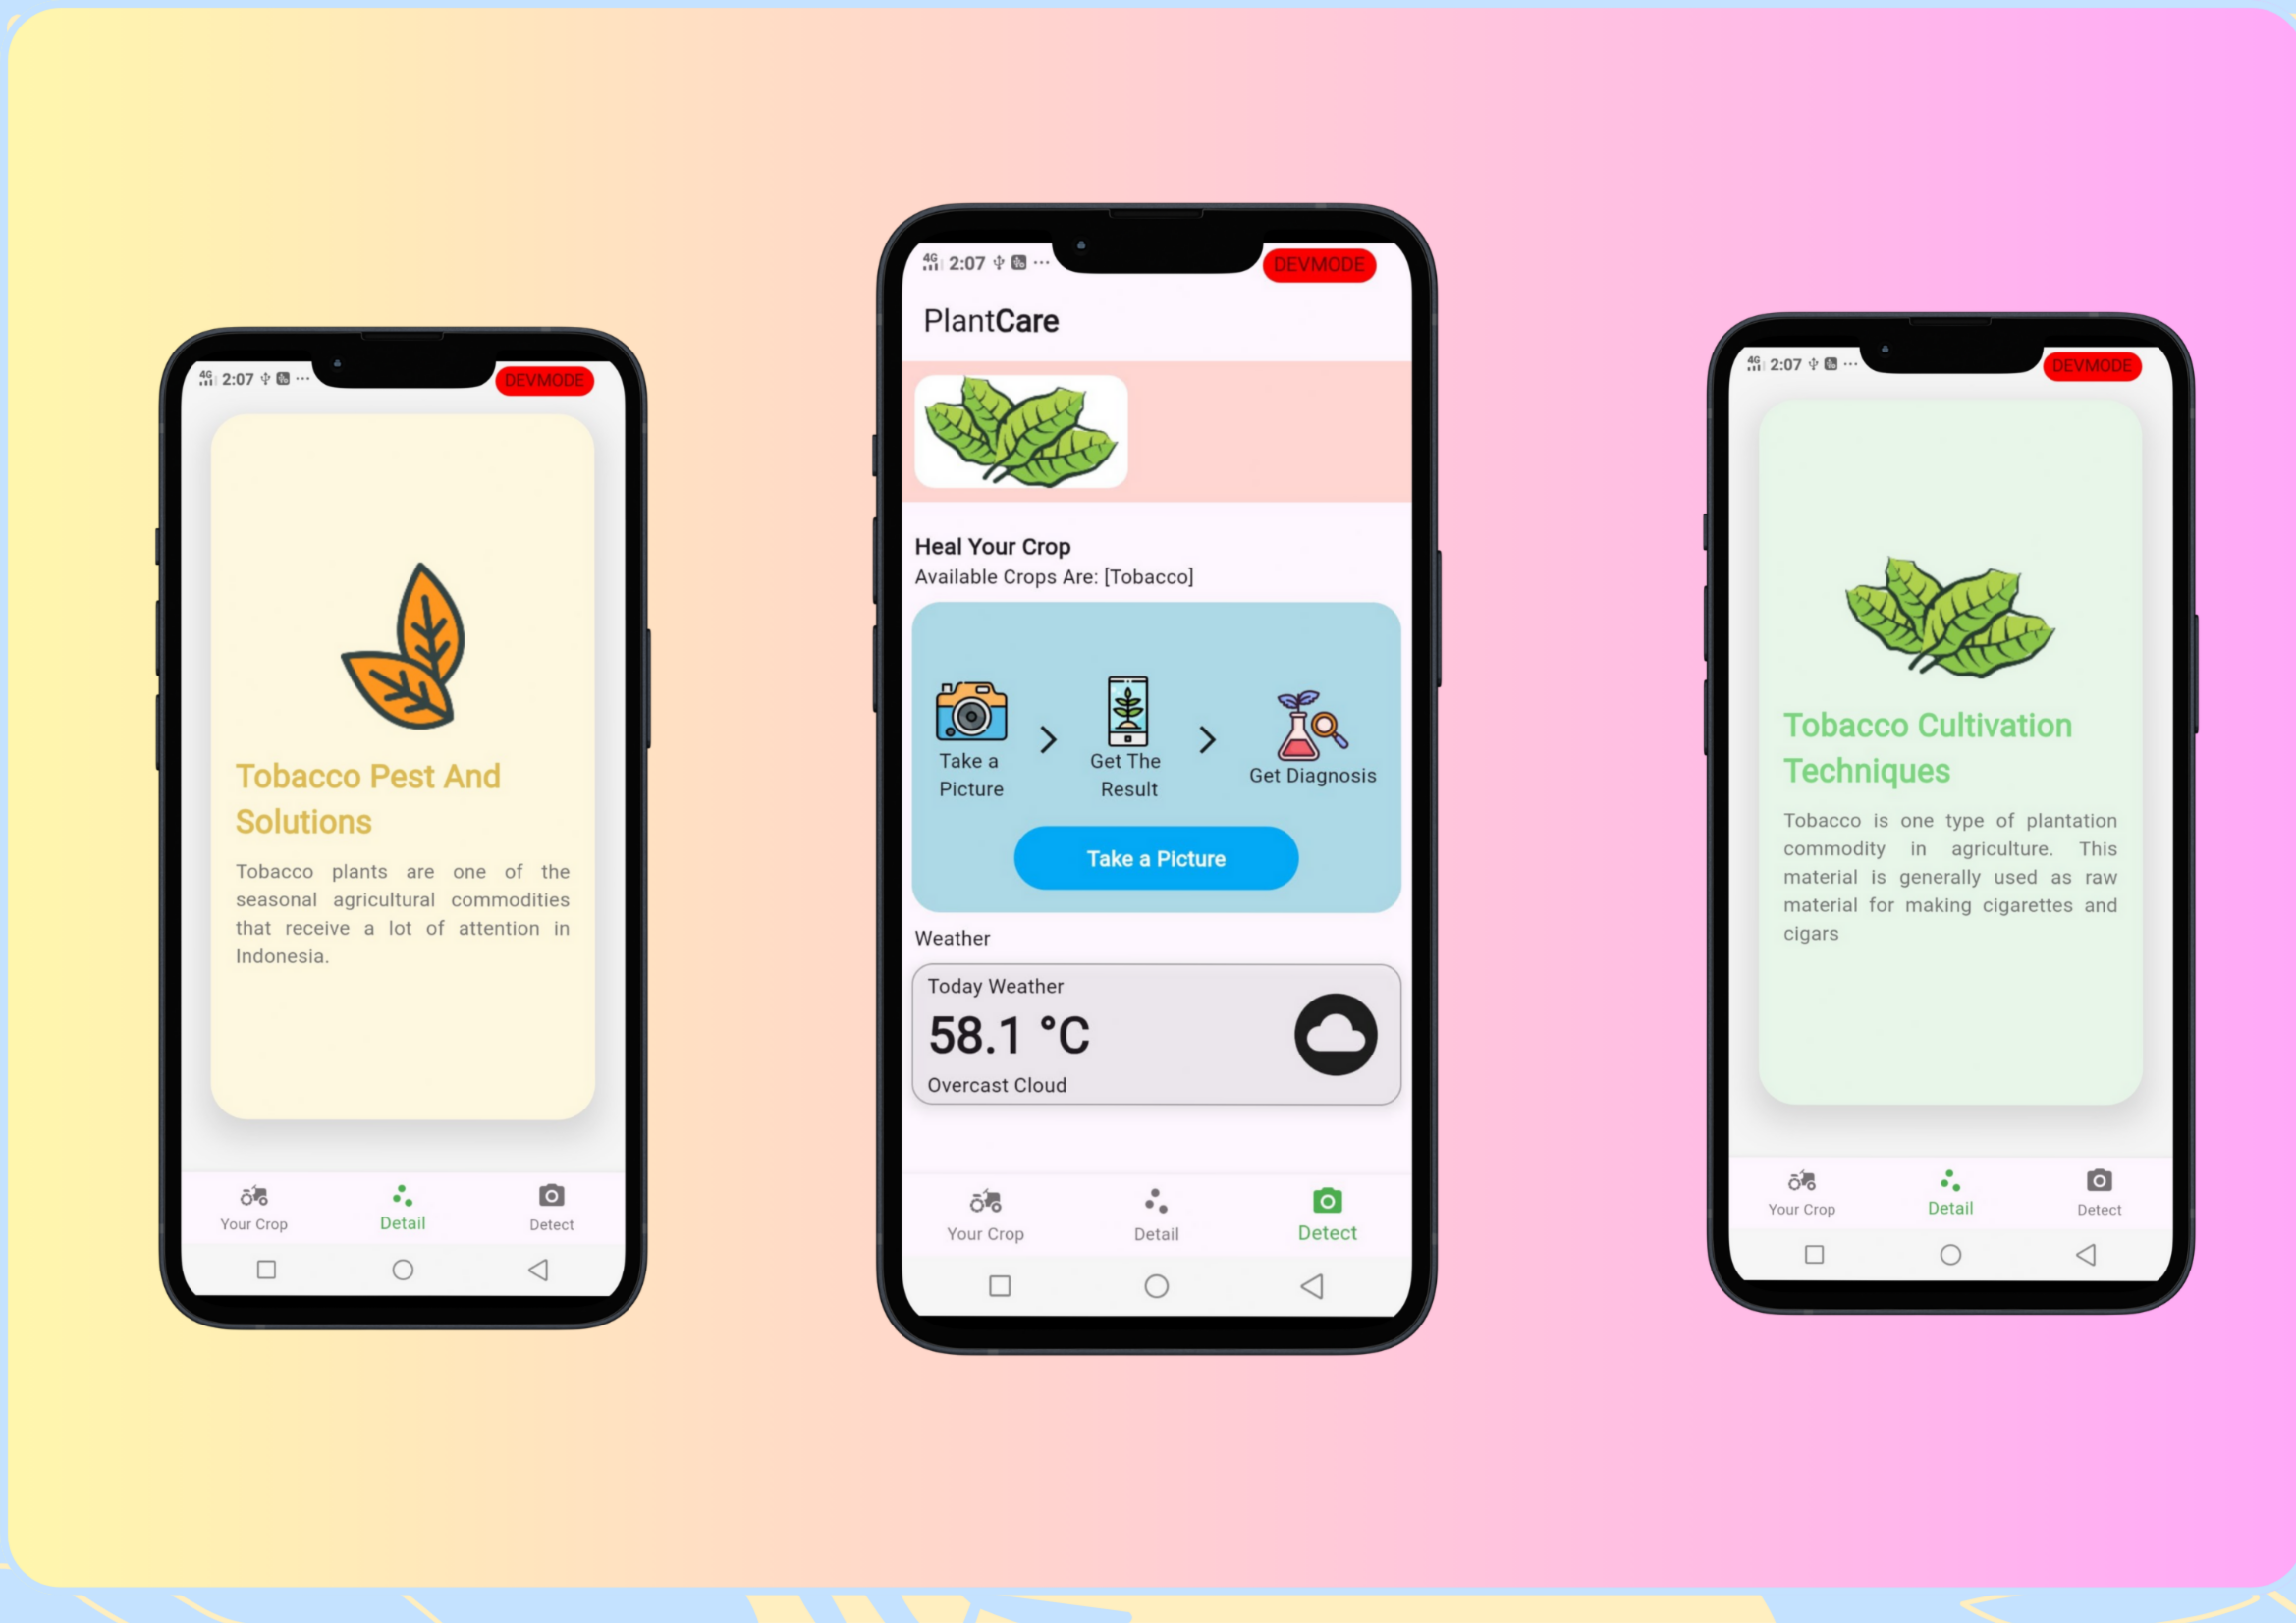 4G 2:07 ...
DEVMODE
Tobacco Pest And
Solutions
Tobacco plants are one of the
seasonal agricultural commodities
that receive a lot of attention in
Indonesia.
Your Crop
Detail
Detect
4G 2:07 ...
DEVMODE
PlantCare
Heal Your Crop
Available Crops Are: [Tobacco]
Take a
Picture
Get The
Result
Get Diagnosis
Take a Picture
Weather
Today Weather
58.1 °C
Overcast Cloud
Your Crop
Detail
Detect
4G 2:07 ...
DEVMODE
Tobacco Cultivation
Techniques
Tobacco is one type of plantation
commodity in agriculture. This
material is generally used as raw
material for making cigarettes and
cigars
Your Crop
Detail
Detect